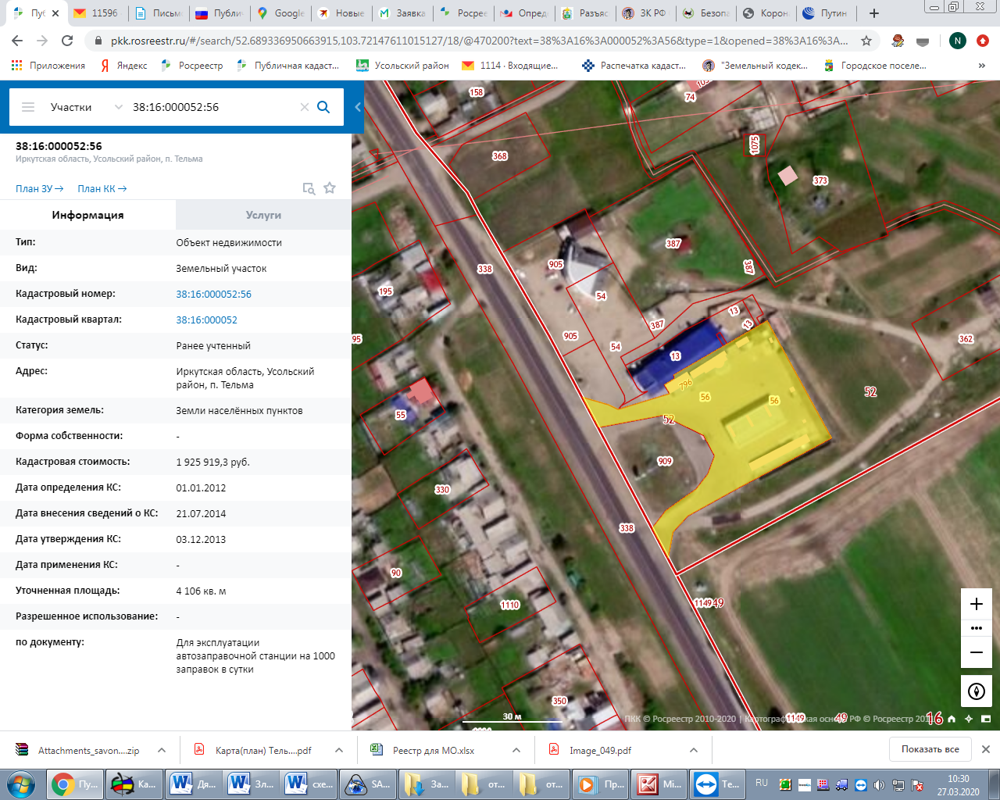 Пуб
11596
Письм
Публич
Google
Новые
Заявка
Росрее
Опред
Разъяс
ЗК РФ
Безопа
Корон
Путин
pkk.rosreestr.ru/#/search/52.689336950663915,103.72147611015127/18/@470200?text=38%3A16%3A000052%3A56&type=1&opened=38%3A16%3A...
N
Приложения
Яндекс
Росреестр
Публичная кадаст...
Усольский район
1114 · Входящие...
Распечатка кадаст...
"Земельный кодек...
Городское поселе...
»
Участки
38:16:000052:56
38:16:000052:56
Иркутская область, Усольский район, п. Тельма
План ЗУ →
План КК →
Информация
Услуги
Тип: Объект недвижимости
Вид: Земельный участок
Кадастровый номер: 38:16:000052:56
Кадастровый квартал: 38:16:000052
Статус: Ранее учтенный
Адрес: Иркутская область, Усольский
район, п. Тельма
Категория земель: Земли населённых пунктов
Форма собственности: -
Кадастровая стоимость: 1 925 919,3 руб.
Дата определения КС: 01.01.2012
Дата внесения сведений о КС: 21.07.2014
Дата утверждения КС: 03.12.2013
Дата применения КС: -
Уточненная площадь: 4 106 кв. м
Разрешенное использование: -
по документу: Для эксплуатации
автозаправочной станции на 1000
заправок в сутки
158
74
368
1075
373
387
338
905
387
195
54
13
387
13
95
905
54
362
13
796
56
56
52
55
52
909
330
338
90
1110
1149
49
350
30 м
ПКК © Росреестр 2010-2020 | Картографическая основа РФ © Росреестр
1149
49
16
Attachments_savon....zip
Карта(план) Тель....pdf
Реестр для МО.xlsx
Image_049.pdf
Показать все
Пу...
Ка...
Дя...
Зл...
схе...
SA...
За...
от...
от...
Пр...
Mi...
Te...
RU
10:30
27.03.2020